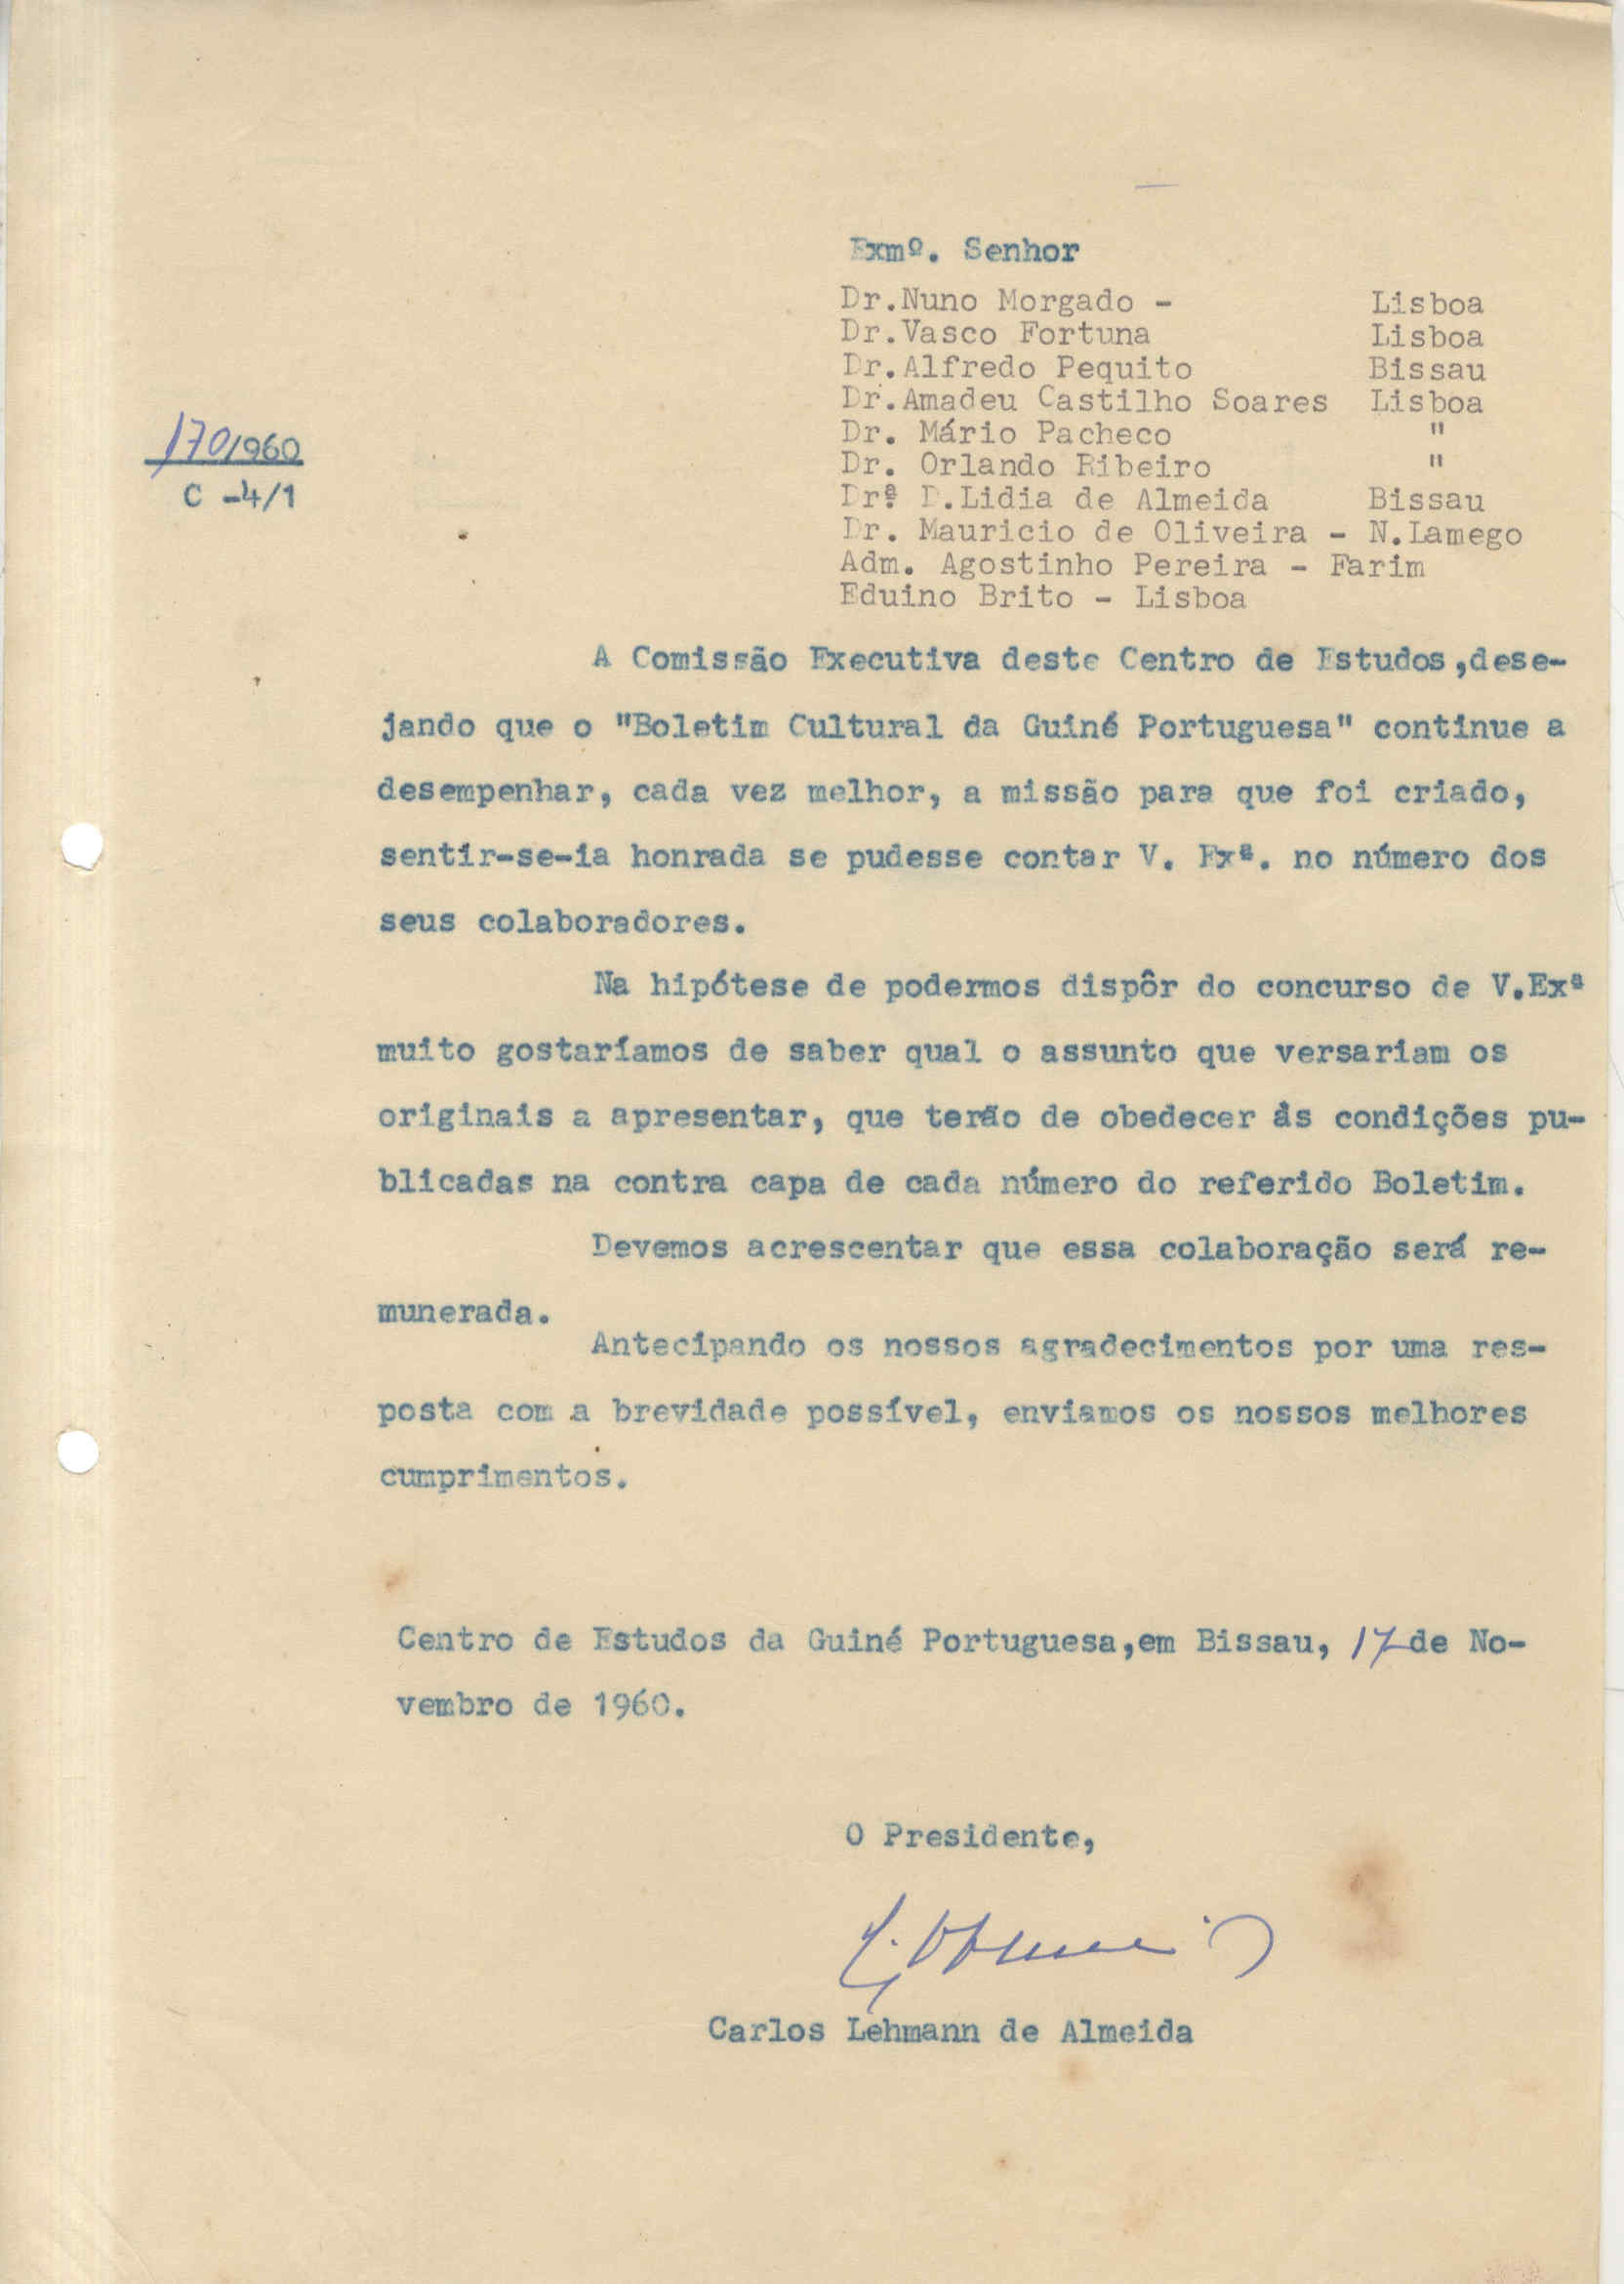 Exmº. Senhor
Dr.Nuno Morgado - Lisboa
Dr.Vasco Fortuna Lisboa
Dr.Alfredo Pequito Bissau
Dr.Amadeu Castilho Soares Lisboa
Dr. Mário Pacheco "
Dr. Orlando Ribeiro "
Drª D.Lidia de Almeida Bissau
Dr. Mauricio de Oliveira - N.Lamego
Adm. Agostinho Pereira - Farim
Eduino Brito - Lisboa
170/960
C -4/1
A Comissão Executiva deste Centro de Estudos,dese-
jando que o "Boletim Cultural da Guiné Portuguesa" continue a
desempenhar, cada vez melhor, a missão para que foi criado,
sentir-se-ia honrada se pudesse contar V. Exª. no número dos
seus colaboradores.
Na hipótese de podermos dispôr do concurso de V.Exª
muito gostaríamos de saber qual o assunto que versariam os
originais a apresentar, que terão de obedecer às condições pu-
blicadas na contra capa de cada número do referido Boletim.
Devemos acrescentar que essa colaboração será re-
munerada.
Antecipando os nossos agradecimentos por uma res-
posta com a brevidade possível, enviamos os nossos melhores
cumprimentos.
Centro de Estudos da Guiné Portuguesa,em Bissau, 17 de No-
vembro de 1960.
O Presidente,
Carlos Lehmann de Almeida